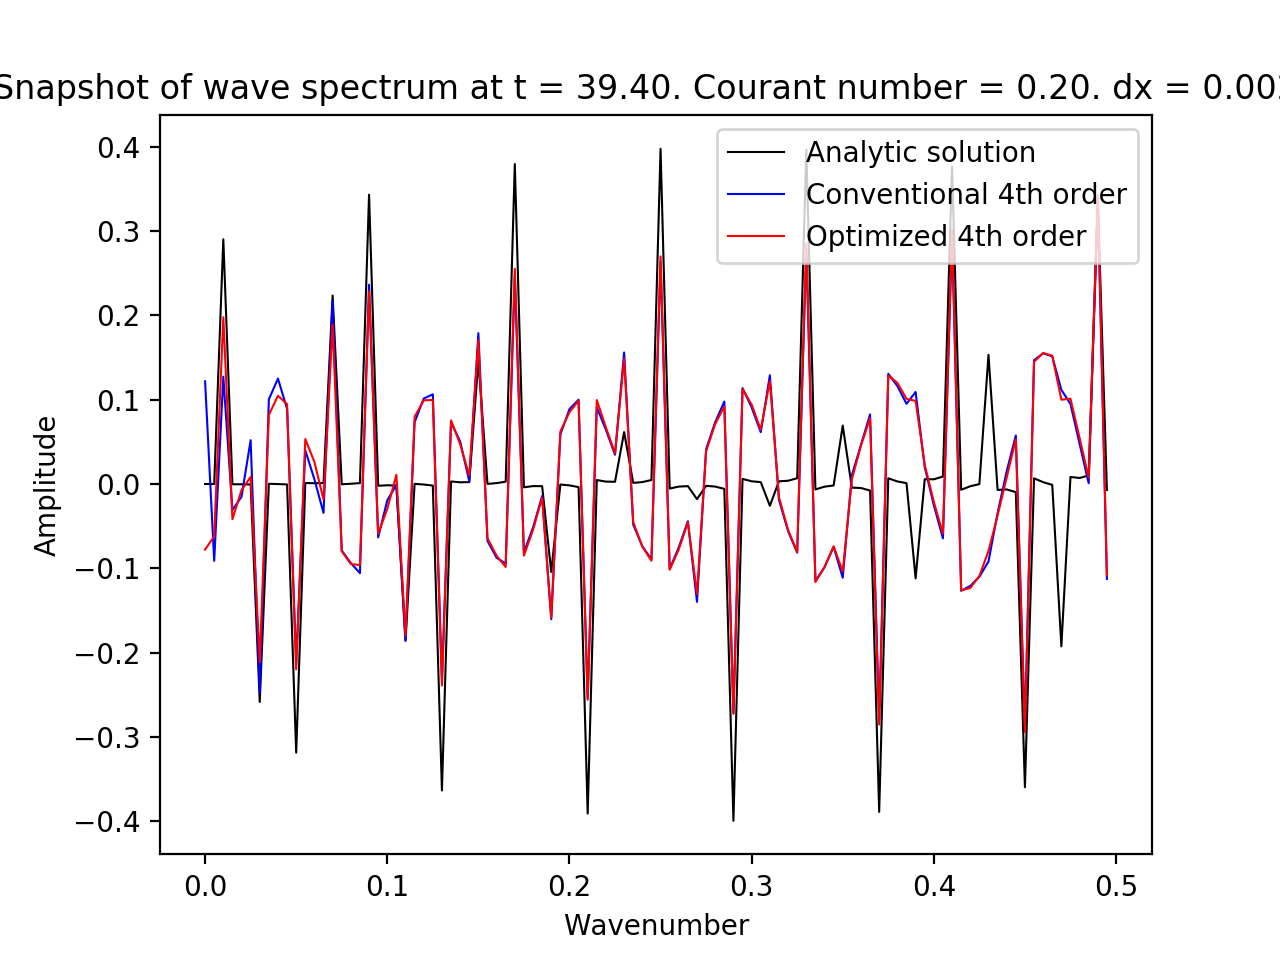 Snapshot of wave spectrum at t = 39.40. Courant number = 0.20. dx = 0.002
Analytic solution
Conventional 4th order
Optimized 4th order
0.4
0.3
0.2
0.1
0.0
−0.1
−0.2
−0.3
−0.4
Amplitude
0.0 0.1 0.2 0.3 0.4 0.5
Wavenumber